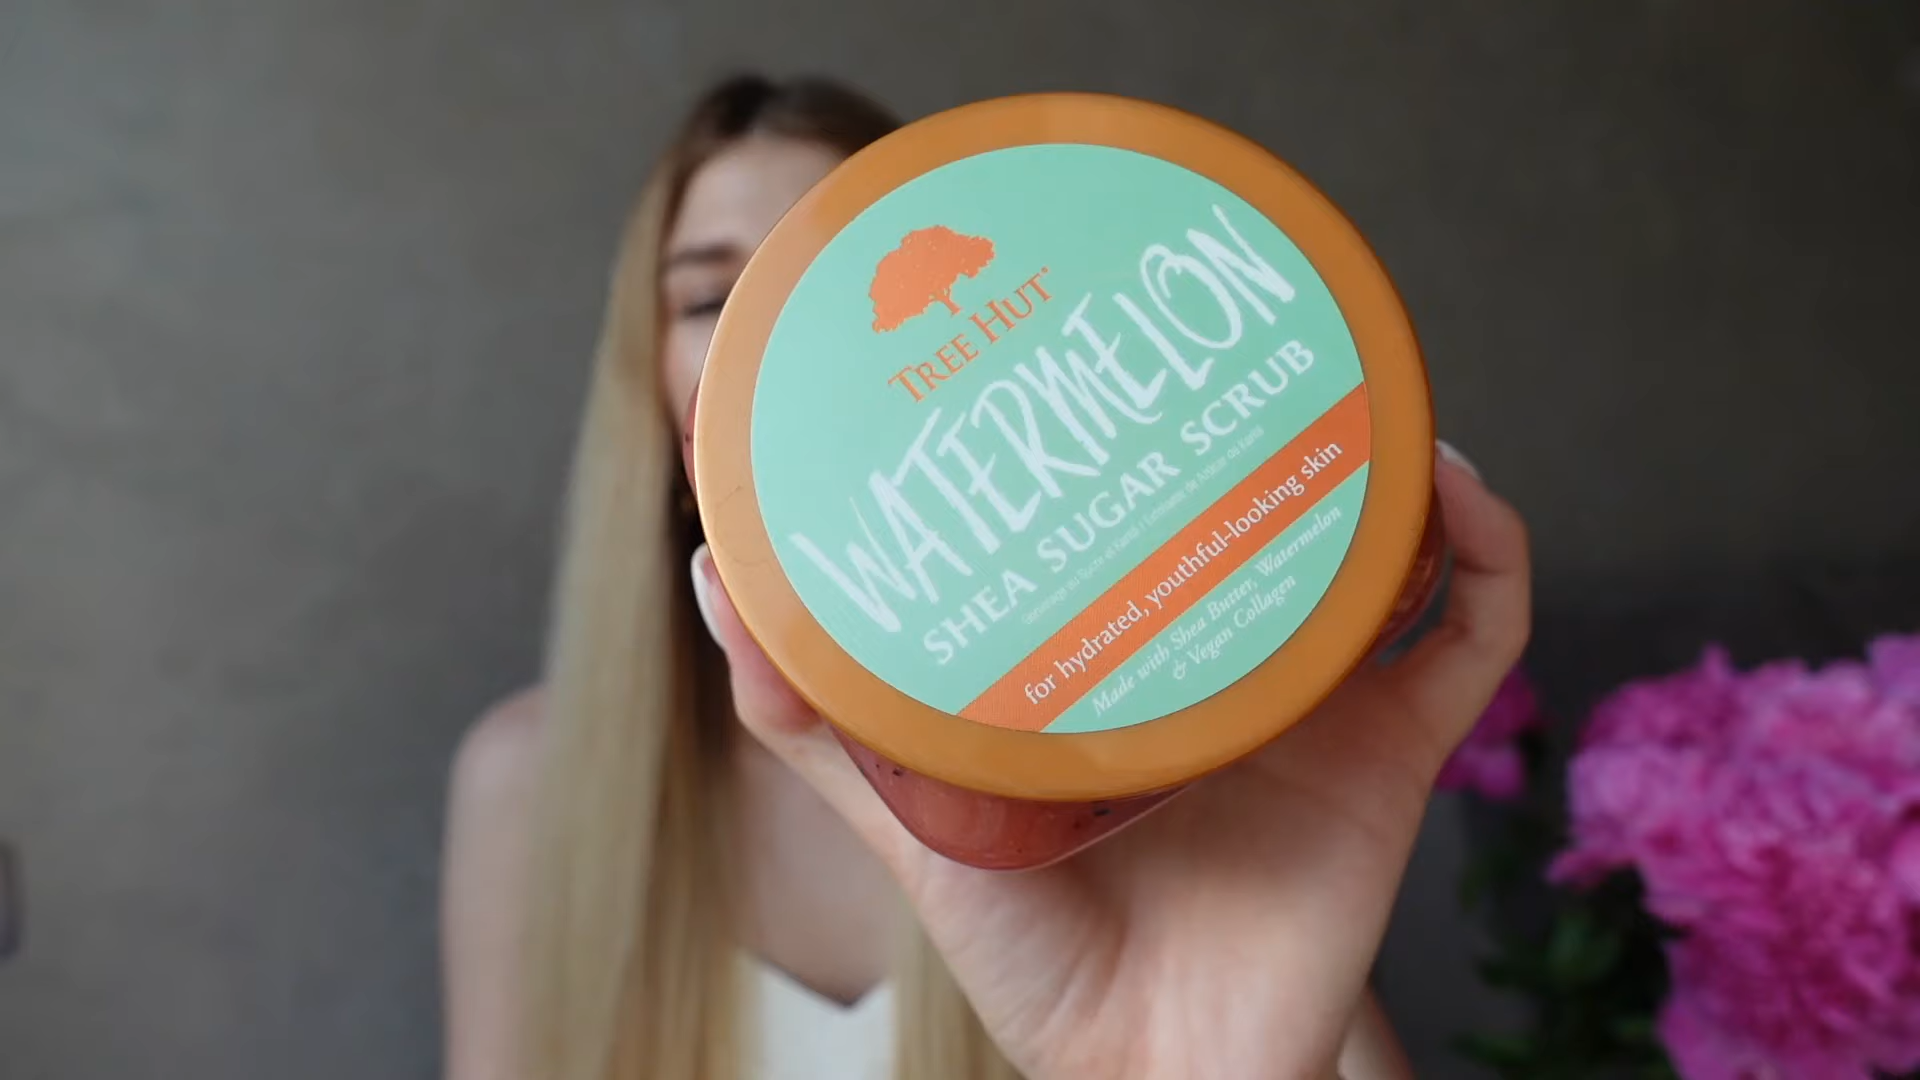 TREE HUT
WATERMELON
SHEA SUGAR SCRUB
for hydrated, youthful-looking skin
Made with Shea Butter, Watermelon
& Vegan Collagen